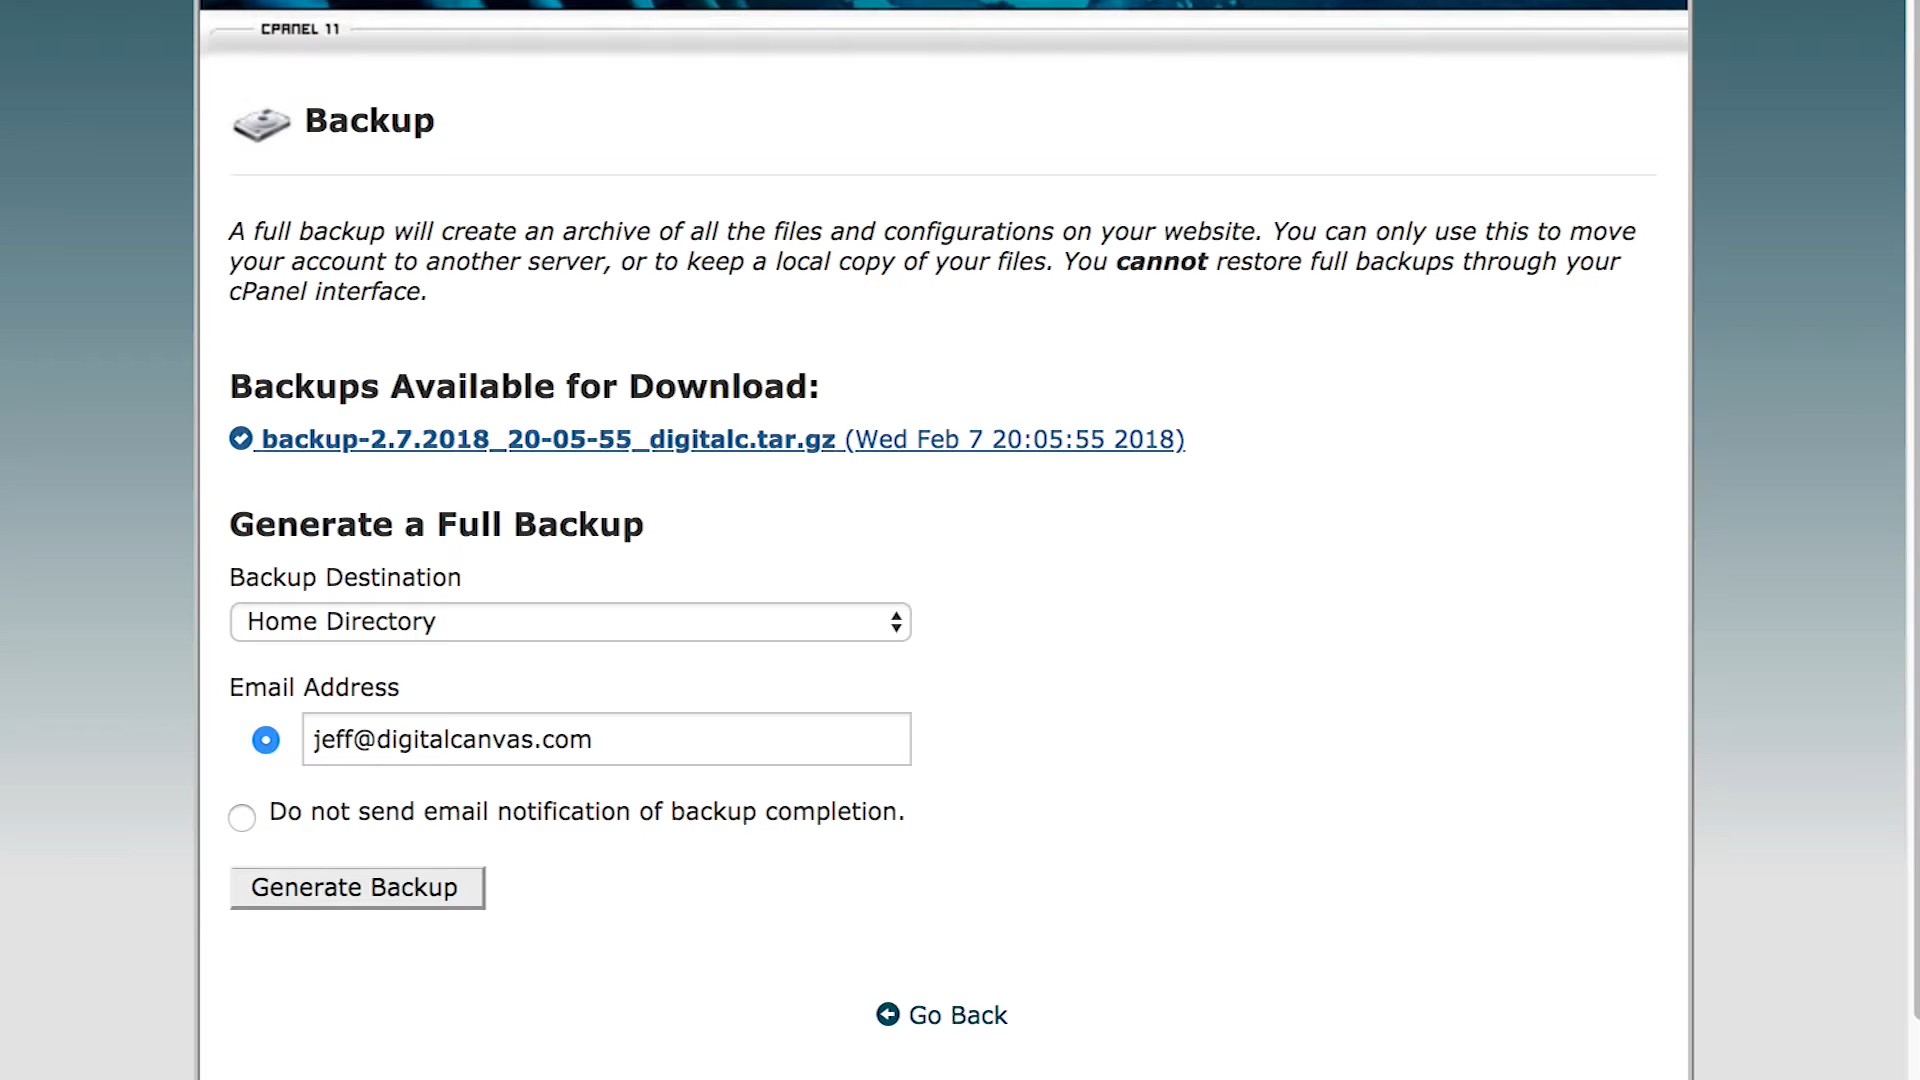 CPANEL 11
Backup
A full backup will create an archive of all the files and configurations on your website. You can only use this to move
your account to another server, or to keep a local copy of your files. You cannot restore full backups through your
cPanel interface.
Backups Available for Download:
backup-2.7.2018_20-05-55_digitalc.tar.gz (Wed Feb 7 20:05:55 2018)
Generate a Full Backup
Backup Destination
Home Directory
Email Address
jeff@digitalcanvas.com
Do not send email notification of backup completion.
Generate Backup
Go Back